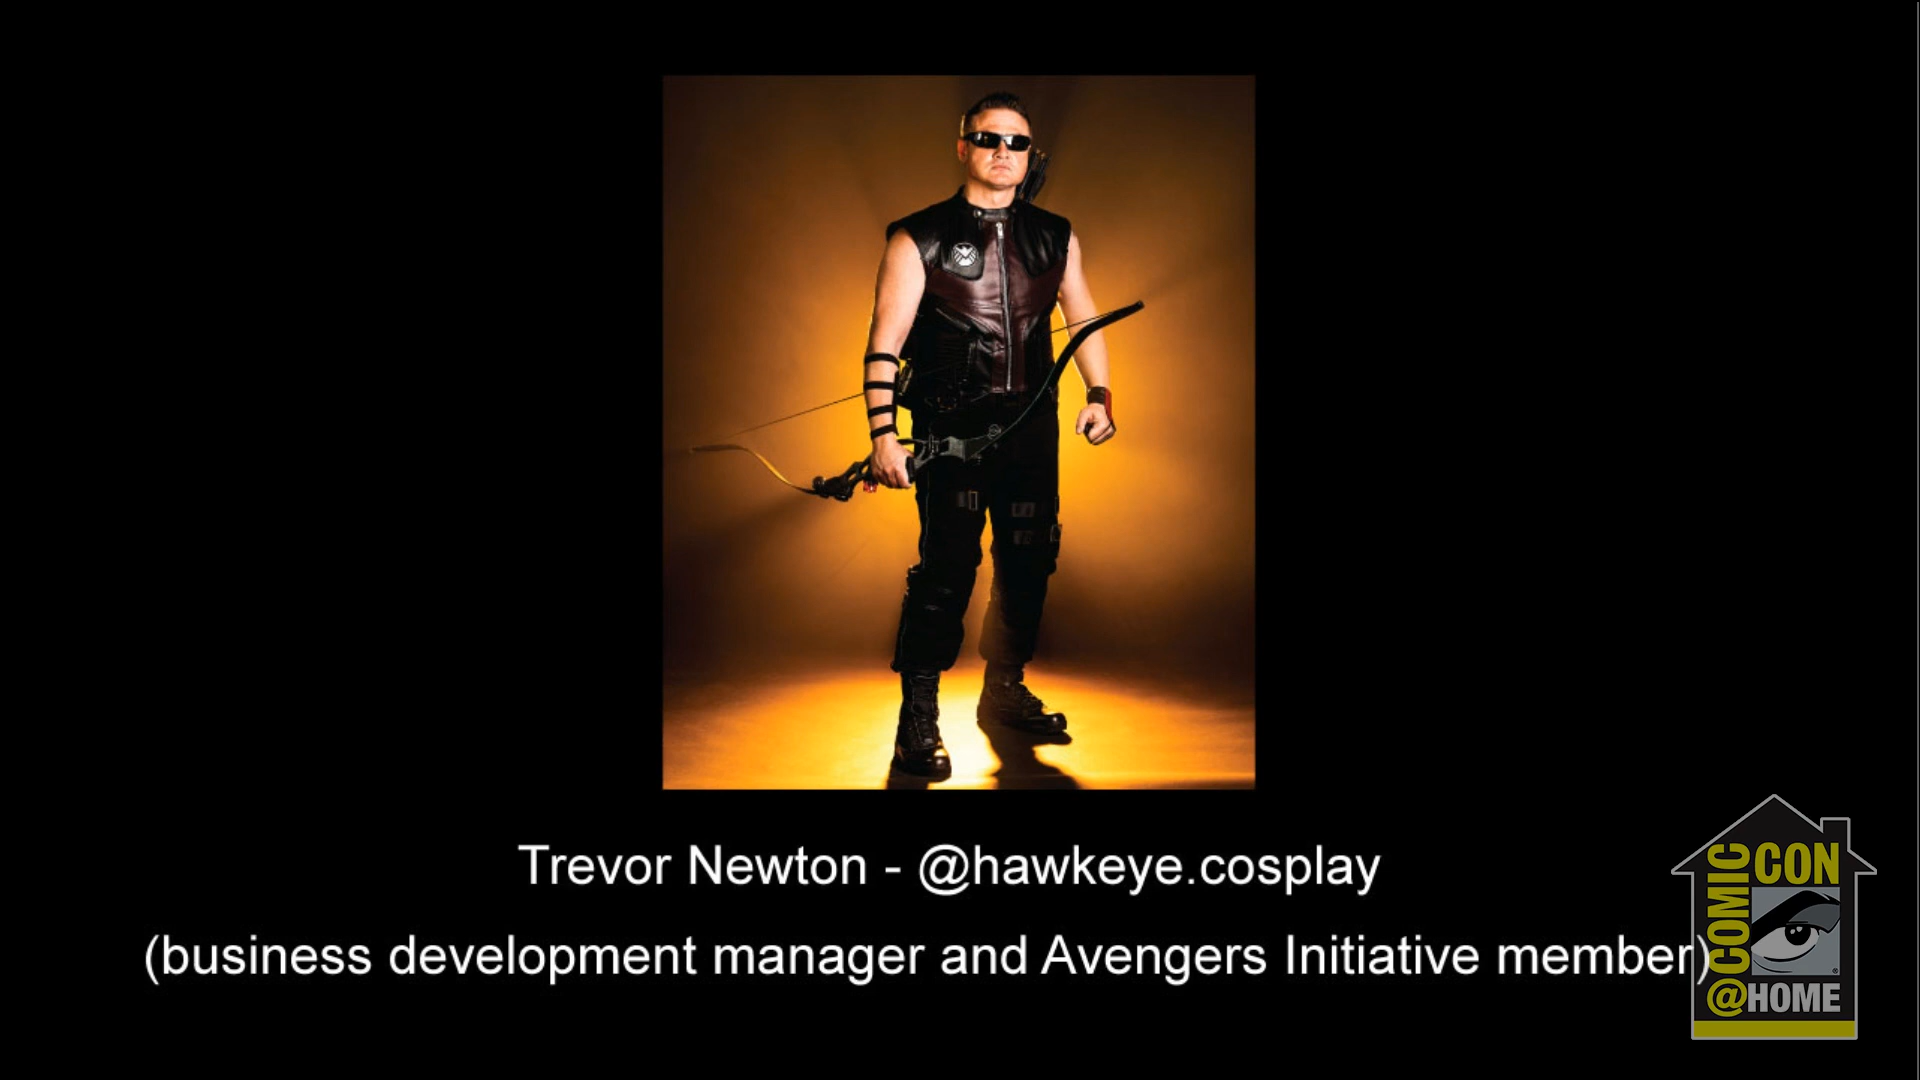 Trevor Newton - @hawkeye.cosplay
(business development manager and Avengers Initiative member)
COMIC
CON
@HOME